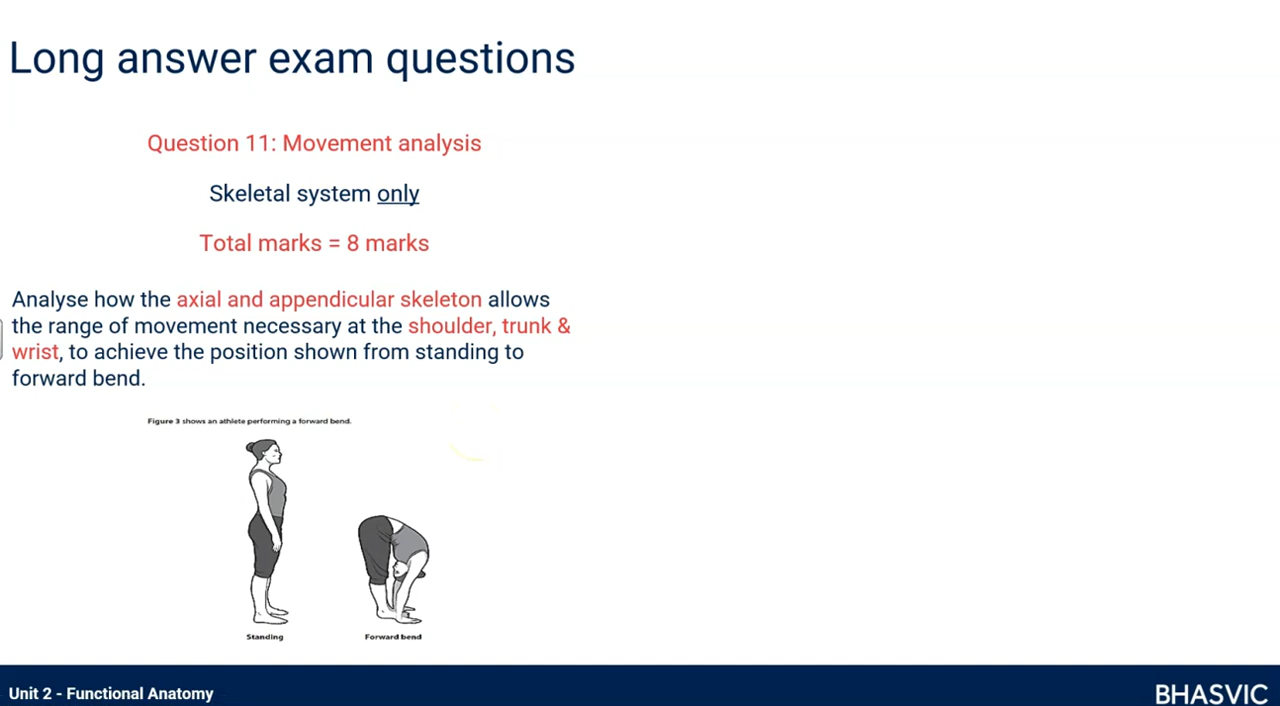 Long answer exam questions
Question 11: Movement analysis
Skeletal system only
Total marks = 8 marks
Analyse how the axial and appendicular skeleton allows
the range of movement necessary at the shoulder, trunk &
wrist, to achieve the position shown from standing to
forward bend.
Figure 3 shows an athlete performing a forward bend.
Standing
Forward bend
Unit 2 - Functional Anatomy
BHASVIC